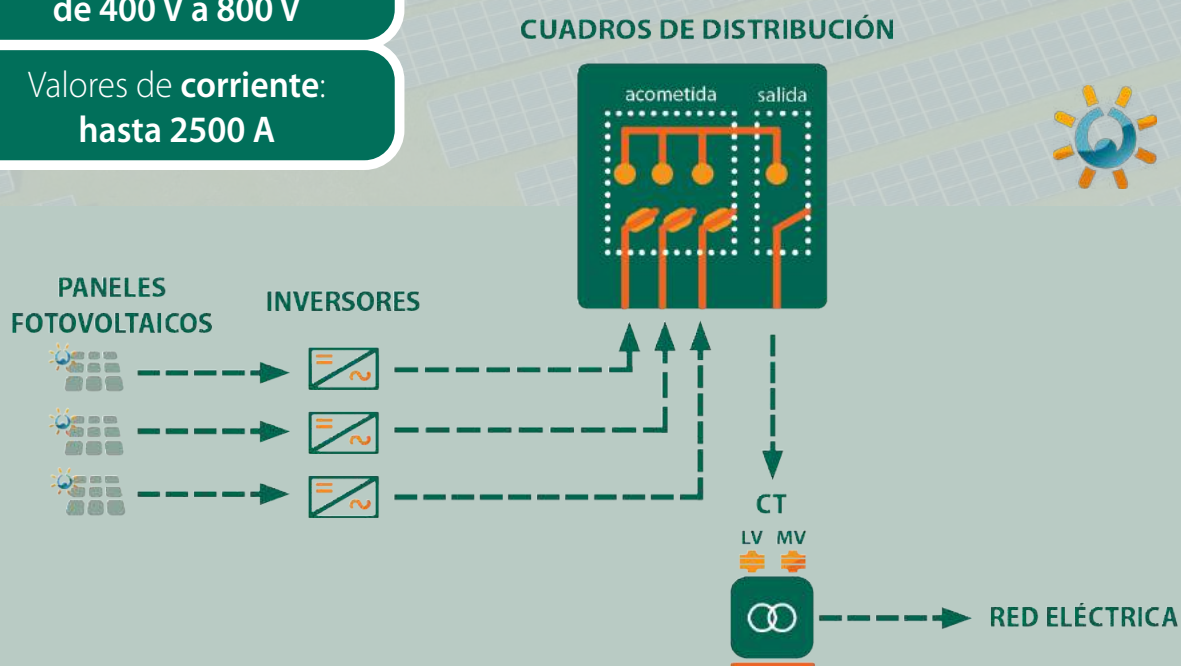 de 400 V a 800 V
Valores de corriente:
hasta 2500 A
CUADROS DE DISTRIBUCIÓN
acometida
salida
PANELES
FOTOVOLTAICOS
INVERSORES
CT
LV MV
RED ELÉCTRICA